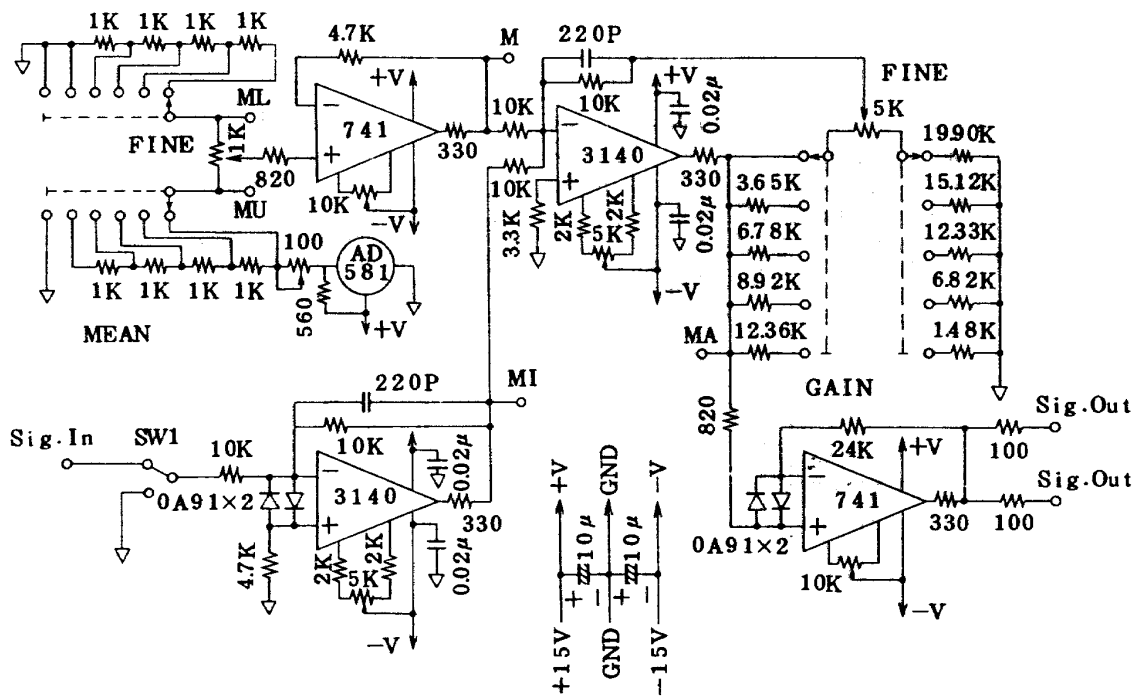 1K 1K 1K 1K
4.7K
M
220P
+V
+V
FINE
ML
10K
10K
0.02μ
5K
1K
FINE
741
3140
19.90K
820
330
10K
330
3.65K
15.12K
MU
10K
3.3K
2K
2K
5K
0.02μ
6.78K
12.33K
-V
100
AD
581
8.92K
6.82K
1K 1K 1K 1K
560
+V
-V
MEAN
MA
12.36K
1.48K
220P
MI
GAIN
820
Sig.In
SW1
10K
10K
+V
0.02μ
+V
GND
-V
24K
+V
Sig.Out
100
0A91×2
3140
330
10μ
10μ
741
330
Sig.Out
100
4.7K
2K
2K
5K
0.02μ
0A91×2
10K
-V
+ - + -
-V
+15V
GND
-15V